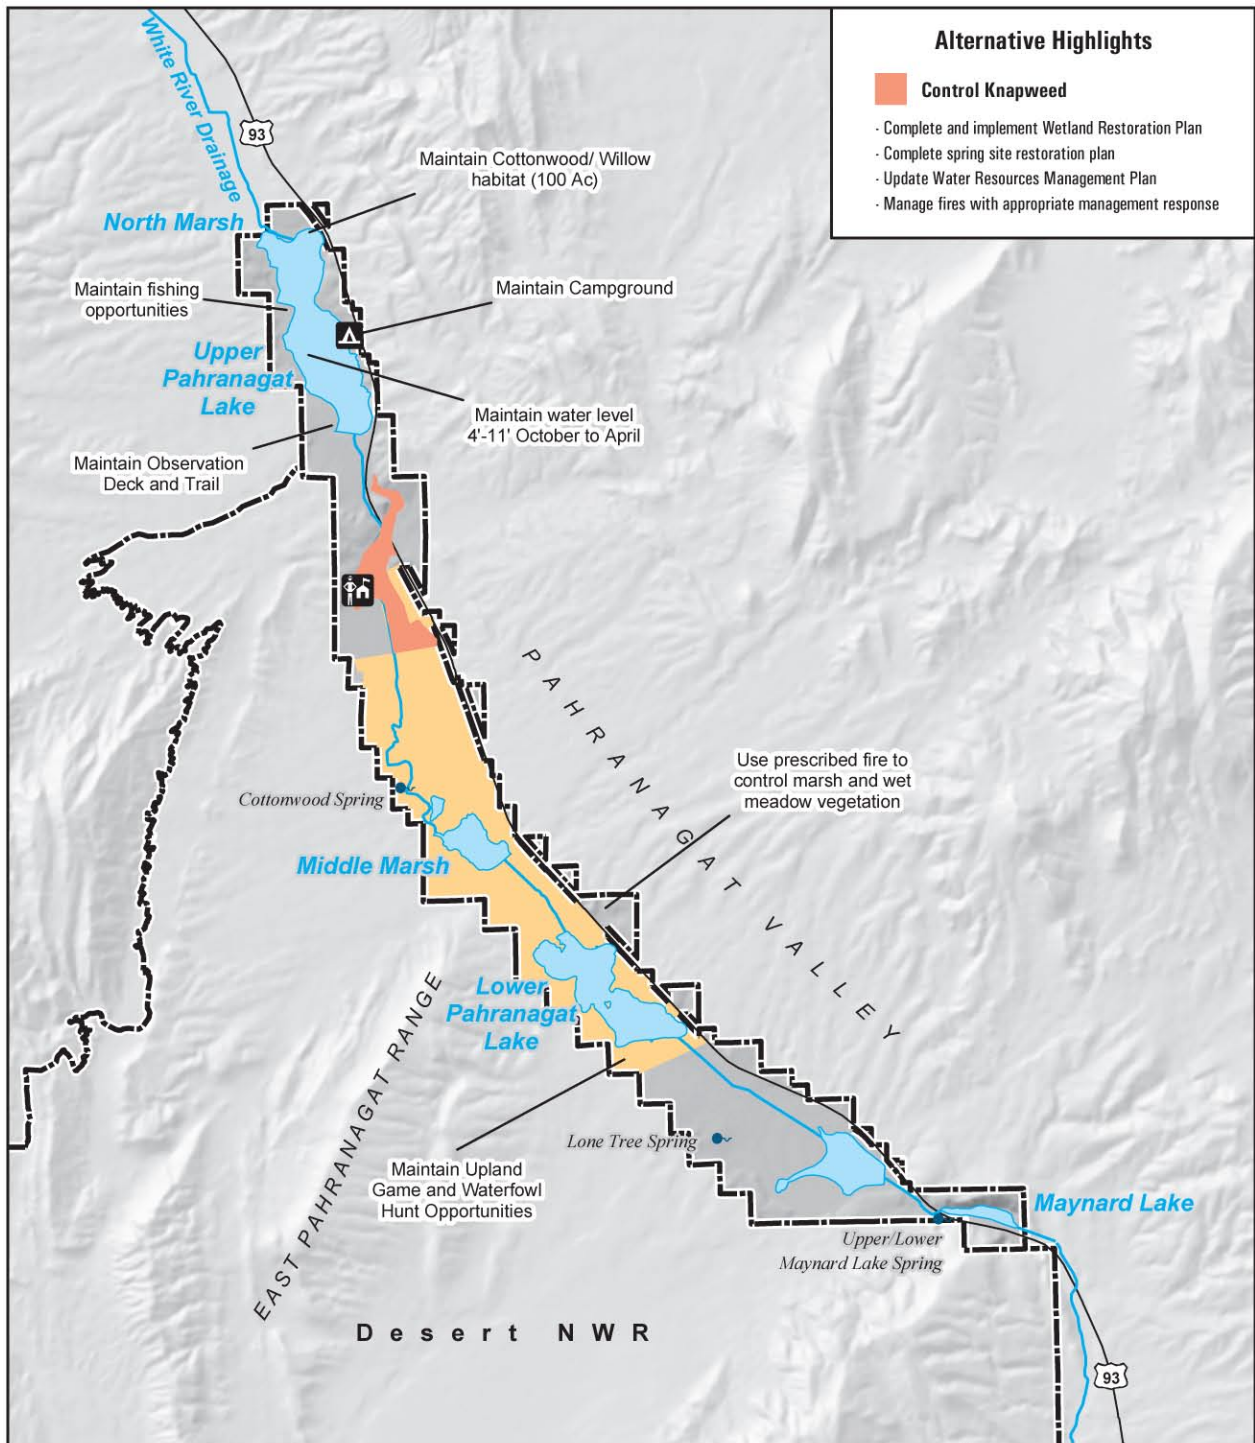 Alternative Highlights
Control Knapweed
· Complete and implement Wetland Restoration Plan
· Complete spring site restoration plan
· Update Water Resources Management Plan
· Manage fires with appropriate management response
White River Drainage
93
Maintain Cottonwood/ Willow
habitat (100 Ac)
North Marsh
Maintain fishing
opportunities
Maintain Campground
Upper
Pahranagat
Lake
Maintain water level
4'-11' October to April
Maintain Observation
Deck and Trail
PAHRANAGAT VALLEY
Use prescribed fire to
control marsh and wet
meadow vegetation
Cottonwood Spring
Middle Marsh
Lower
Pahranagat
Lake
EAST PAHRANAGAT RANGE
Lone Tree Spring
Maintain Upland
Game and Waterfowl
Hunt Opportunities
Maynard Lake
Upper/Lower
Maynard Lake Spring
Desert NWR
93